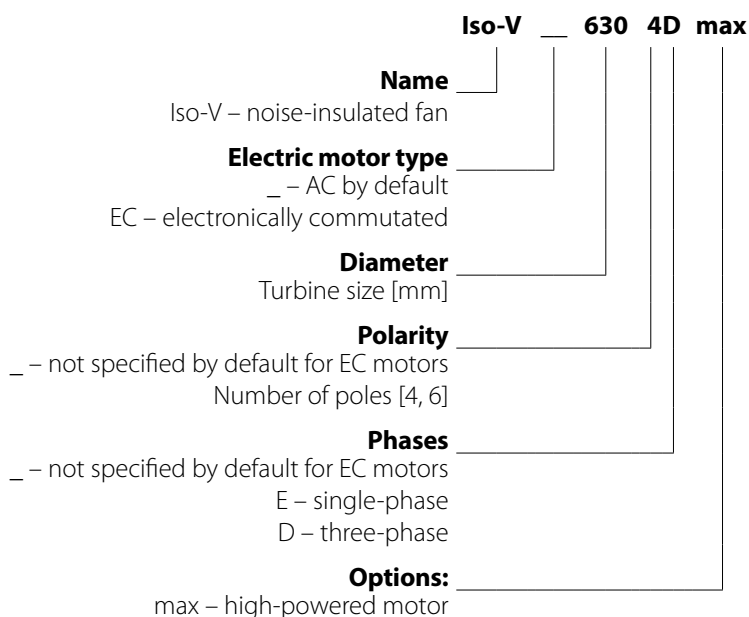 Iso-V __ 630 4D max
Name
Iso-V – noise-insulated fan
Electric motor type
_ – AC by default
EC – electronically commutated
Diameter
Turbine size [mm]
Polarity
_ – not specified by default for EC motors
Number of poles [4, 6]
Phases
_ – not specified by default for EC motors
E – single-phase
D – three-phase
Options:
max – high-powered motor